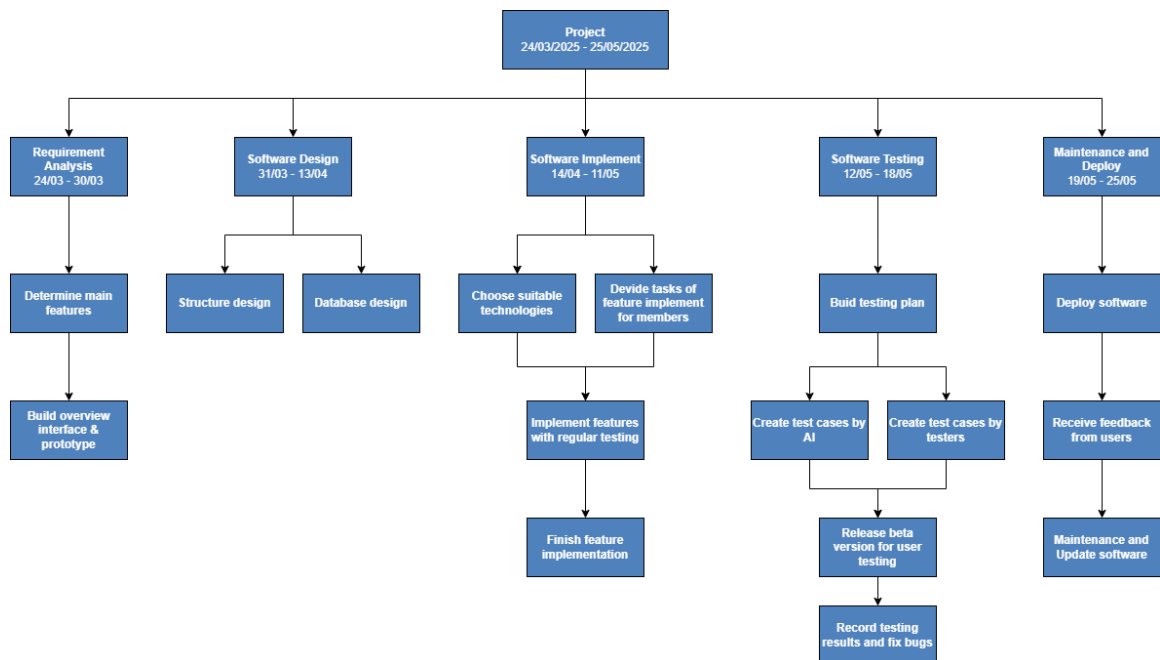 Project
24/03/2025 - 25/05/2025
Requirement
Analysis
24/03 - 30/03
Software Design
31/03 - 13/04
Software Implement
14/04 - 11/05
Software Testing
12/05 - 18/05
Maintenance and
Deploy
19/05 - 25/05
Determine main
features
Structure design
Database design
Choose suitable
technologies
Devide tasks of
feature implement
for members
Buid testing plan
Deploy software
Build overview
interface &
prototype
Implement features
with regular testing
Create test cases by
AI
Create test cases by
testers
Receive feedback
from users
Finish feature
implementation
Release beta
version for user
testing
Maintenance and
Update software
Record testing
results and fix bugs